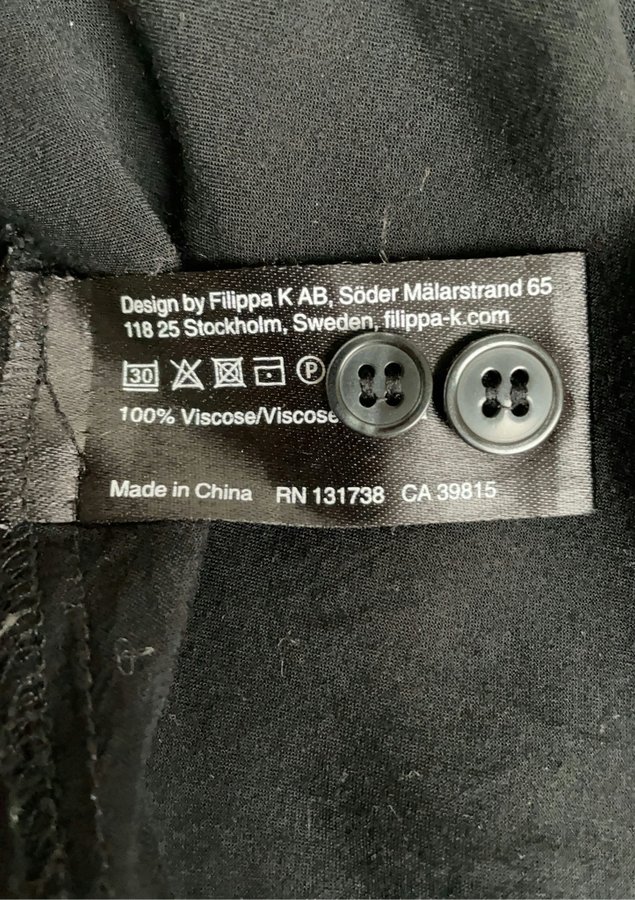 Design by Filippa K AB, Söder Mälarstrand 65
118 25 Stockholm, Sweden, filippa-k.com
30 P
100% Viscose/Viscose
Made in China RN 131738 CA 39815